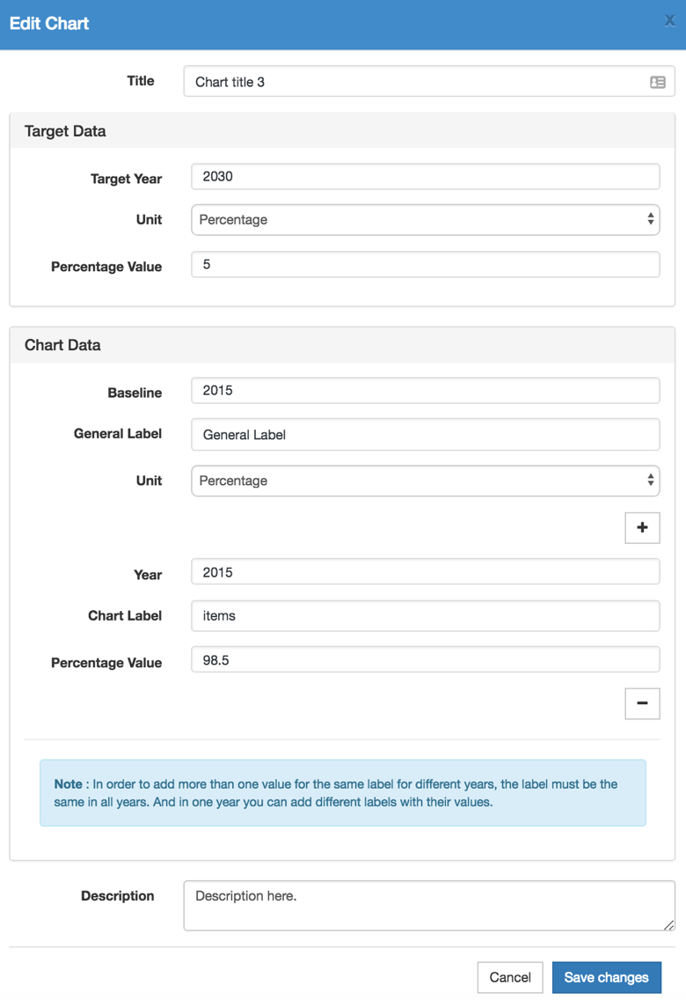 Edit Chart
x
Title Chart title 3
Target Data
Target Year 2030
Unit Percentage
Percentage Value 5
Chart Data
Baseline 2015
General Label General Label
Unit Percentage
+
Year 2015
Chart Label items
Percentage Value 98.5
−
Note : In order to add more than one value for the same label for different years, the label must be the
same in all years. And in one year you can add different labels with their values.
Description Description here.
Cancel Save changes